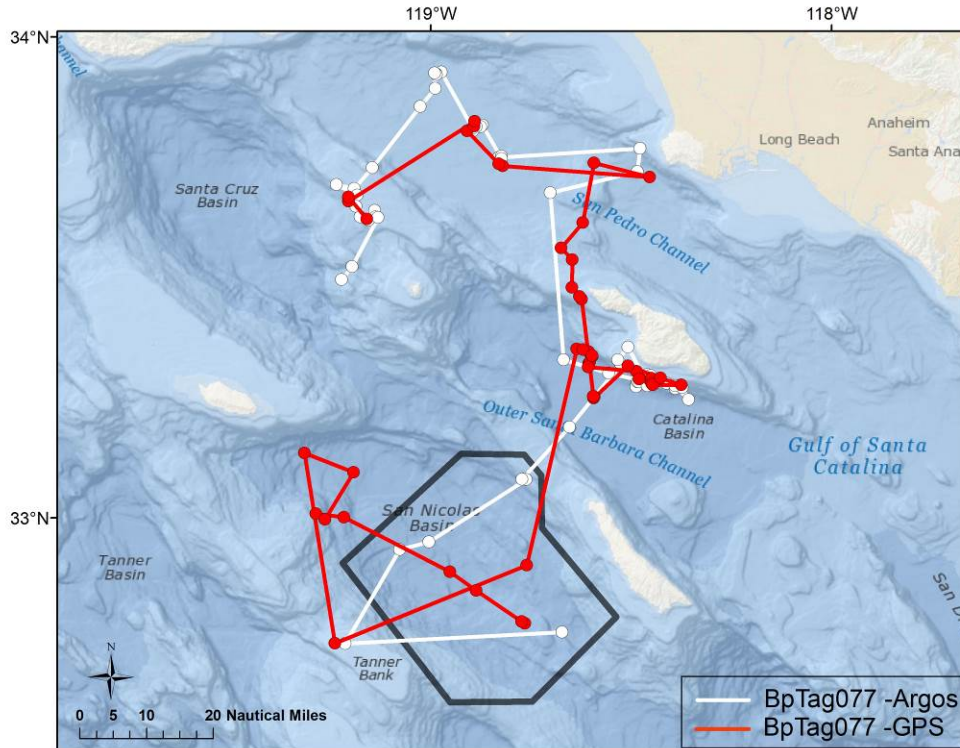 119°W 118°W
34°N
hannel
Long Beach
Anaheim
Santa Ana
Santa Cruz
Basin
San Pedro Channel
Catalina
Basin
Outer Santa Barbara Channel
Gulf of Santa
Catalina
33°N
San Nicolas
Basin
Tanner
Basin
San D
Tanner
Bank
N
0 5 10 20 Nautical Miles
BpTag077 -Argos
BpTag077 -GPS